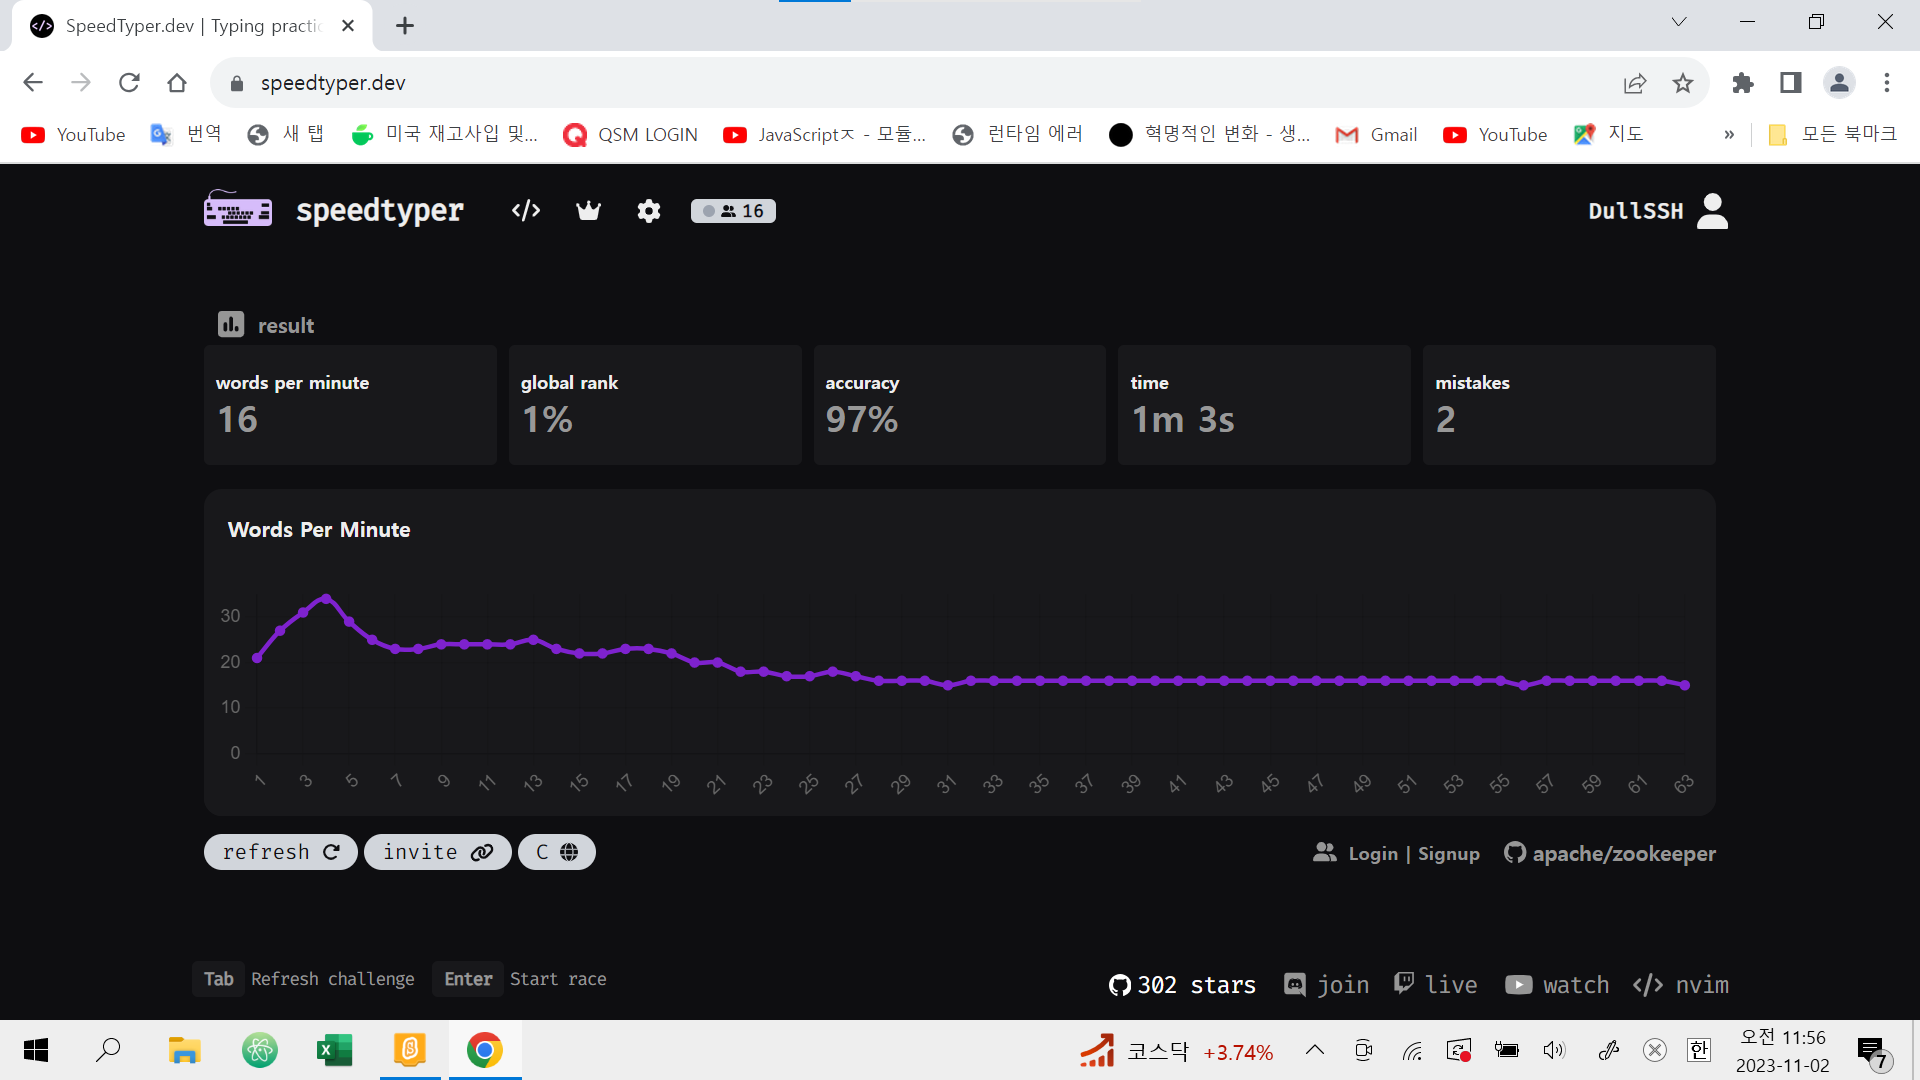 SpeedTyper.dev | Typing practic
speedtyper.dev
YouTube 번역 새 탭 미국 재고사입 및... QSM LOGIN JavaScriptㅈ - 모듈... 런타임 에러 혁명적인 변화 - 생... Gmail YouTube 지도 » 모든 북마크
speedtyper </> 16 DullSSH
result
words per minute global rank accuracy time mistakes
16 1% 97% 1m 3s 2
Words Per Minute
30
20
10
0
1 3 5 7 9 11 13 15 17 19 21 23 25 27 29 31 33 35 37 39 41 43 45 47 49 51 53 55 57 59 61 63
refresh invite C Login | Signup apache/zookeeper
Tab Refresh challenge Enter Start race 302 stars join live watch </> nvim
코스닥 +3.74% 한 오전 11:56
2023-11-02 7